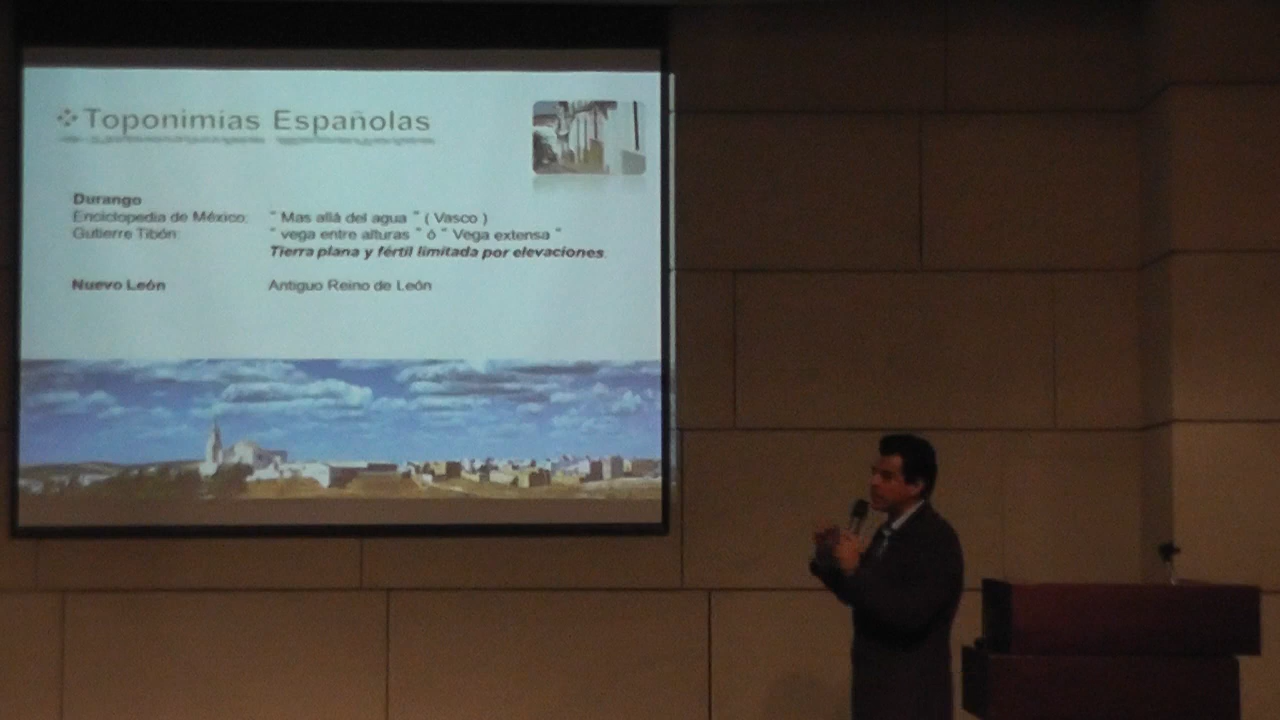 Toponimias Españolas
Durango
Enciclopedia de México: " Mas allá del agua " ( Vasco )
Gutierre Tibón: " vega entre alturas " ó " Vega extensa "
Tierra plana y fértil limitada por elevaciones.
Nuevo León Antiguo Reino de León